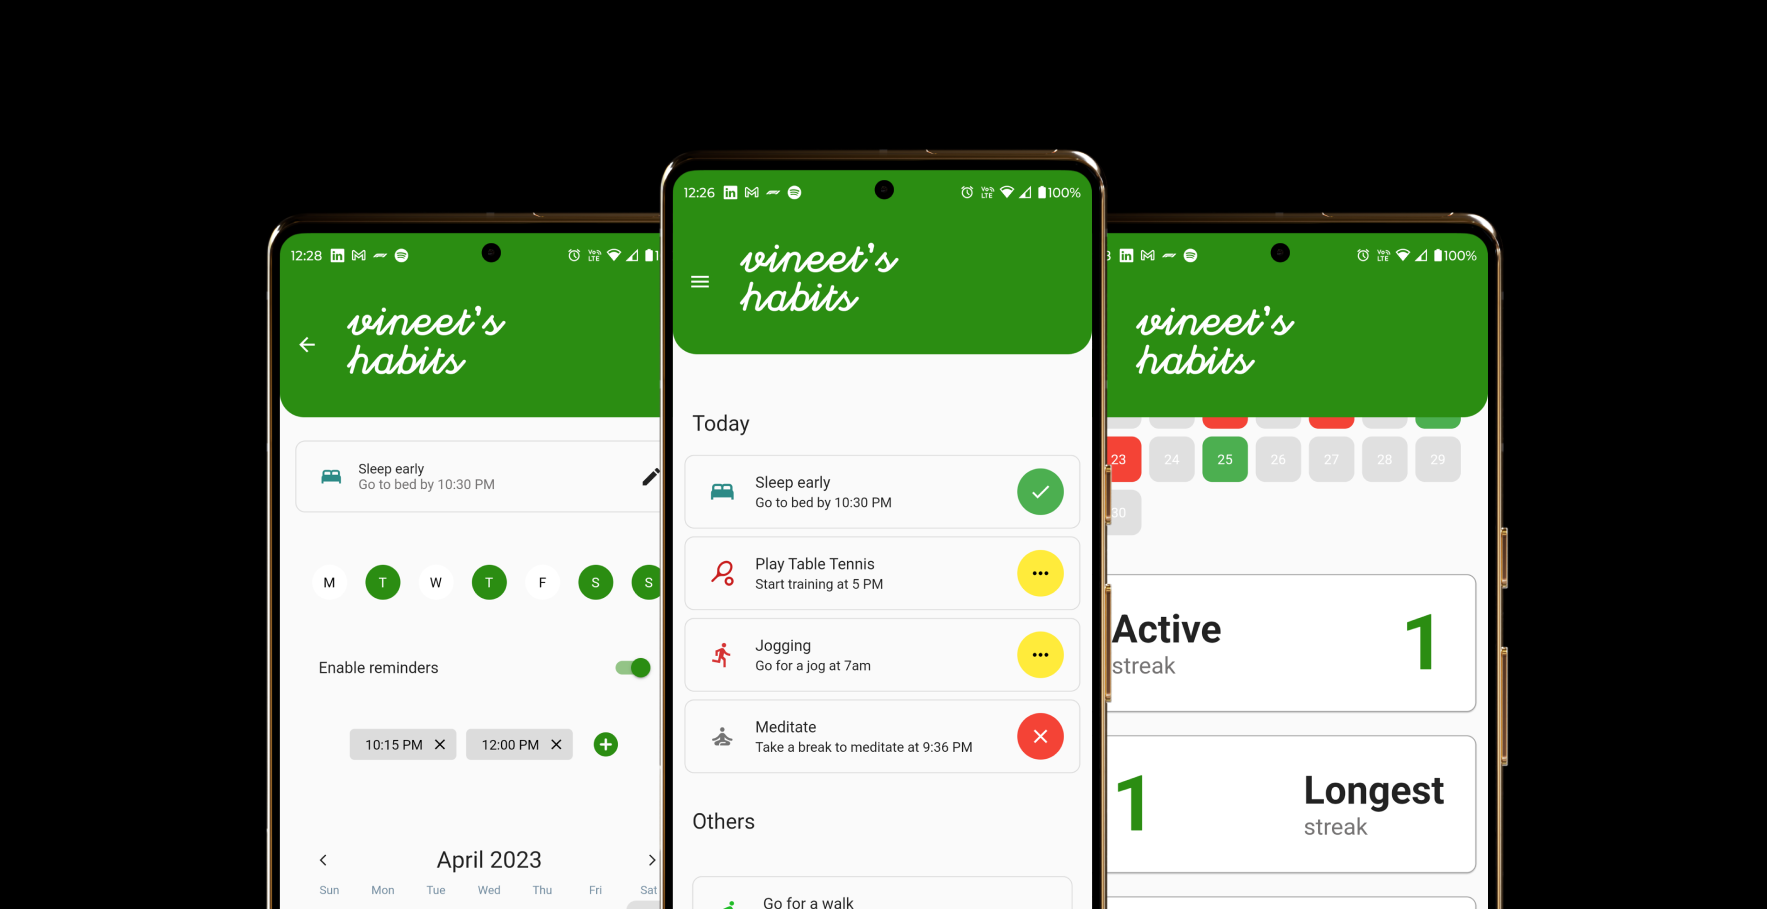 12:28
vineet's
habits
Sleep early
Go to bed by 10:30 PM
M T W T F S S
Enable reminders
10:15 PM 12:00 PM
April 2023
Sun Mon Tue Wed Thu Fri Sat
12:26 100%
vineet's
habits
Today
Sleep early
Go to bed by 10:30 PM
Play Table Tennis
Start training at 5 PM
Jogging
Go for a jog at 7am
Meditate
Take a break to meditate at 9:36 PM
Others
Go for a walk
100%
vineet's
habits
23 24 25 26 27 28 29
30
Active
streak
1
1
Longest
streak